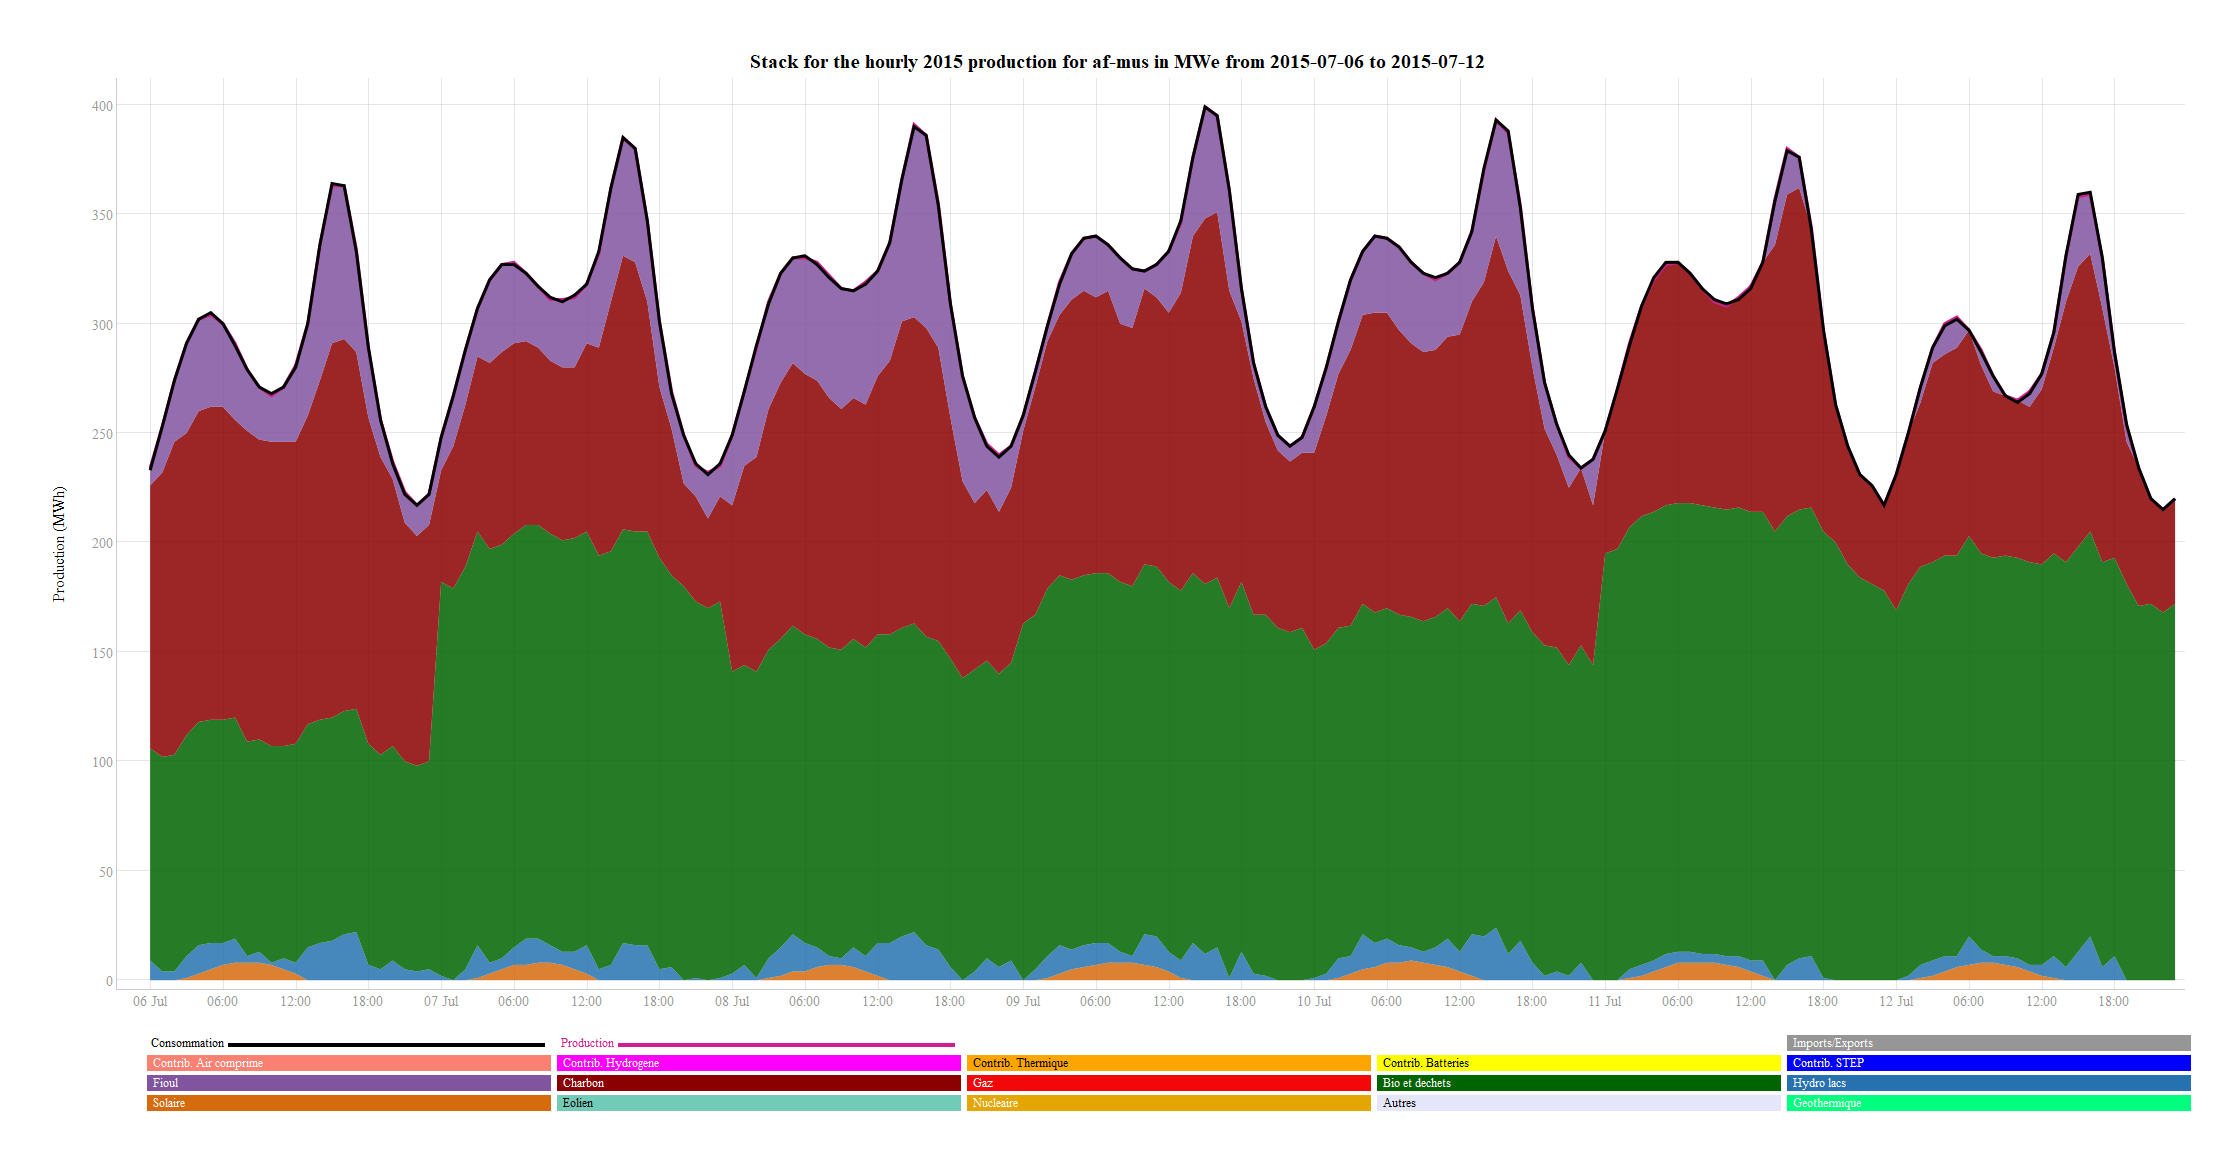 Stack for the hourly 2015 production for af-mus in MWe from 2015-07-06 to 2015-07-12
Production (MWh)
400
350
300
250
200
150
100
50
0
06 Jul 06:00 12:00 18:00 07 Jul 06:00 12:00 18:00 08 Jul 06:00 12:00 18:00 09 Jul 06:00 12:00 18:00 10 Jul 06:00 12:00 18:00 11 Jul 06:00 12:00 18:00 12 Jul 06:00 12:00 18:00
Consommation Production Imports/Exports
Contrib. Air comprime Contrib. Hydrogene Contrib. Thermique Contrib. Batteries Contrib. STEP
Fioul Charbon Gaz Bio et dechets Hydro lacs
Solaire Eolien Nucleaire Autres Geothermique